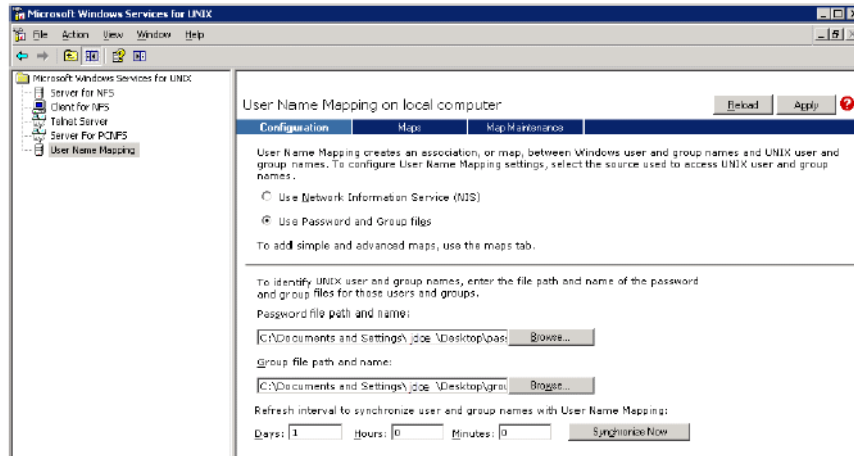 Microsoft Windows Services for UNIX
File Action View Window Help
Microsoft Windows Services for UNIX
Server for NFS
Client for NFS
Telnet Server
Server For PCNFS
User Name Mapping
User Name Mapping on local computer
Reload Apply ?
Configuration Maps Map Maintenance
User Name Mapping creates an association, or map, between Windows user and group names and UNIX user and
group names. To configure User Name Mapping settings, select the source used to access UNIX user and group
names.
Use Network Information Service (NIS)
Use Password and Group files
To add simple and advanced maps, use the maps tab.
To identify UNIX user and group names, enter the file path and name of the password
and group files for those users and groups.
Password file path and name:
C:\Documents and Settings\ jdoe \Desktop\pas Browse...
Group file path and name:
C:\Documents and Settings\ jdoe \Desktop\grou Browse...
Refresh interval to synchronize user and group names with User Name Mapping:
Days: 1 Hours: 0 Minutes: 0 Synchronize Now